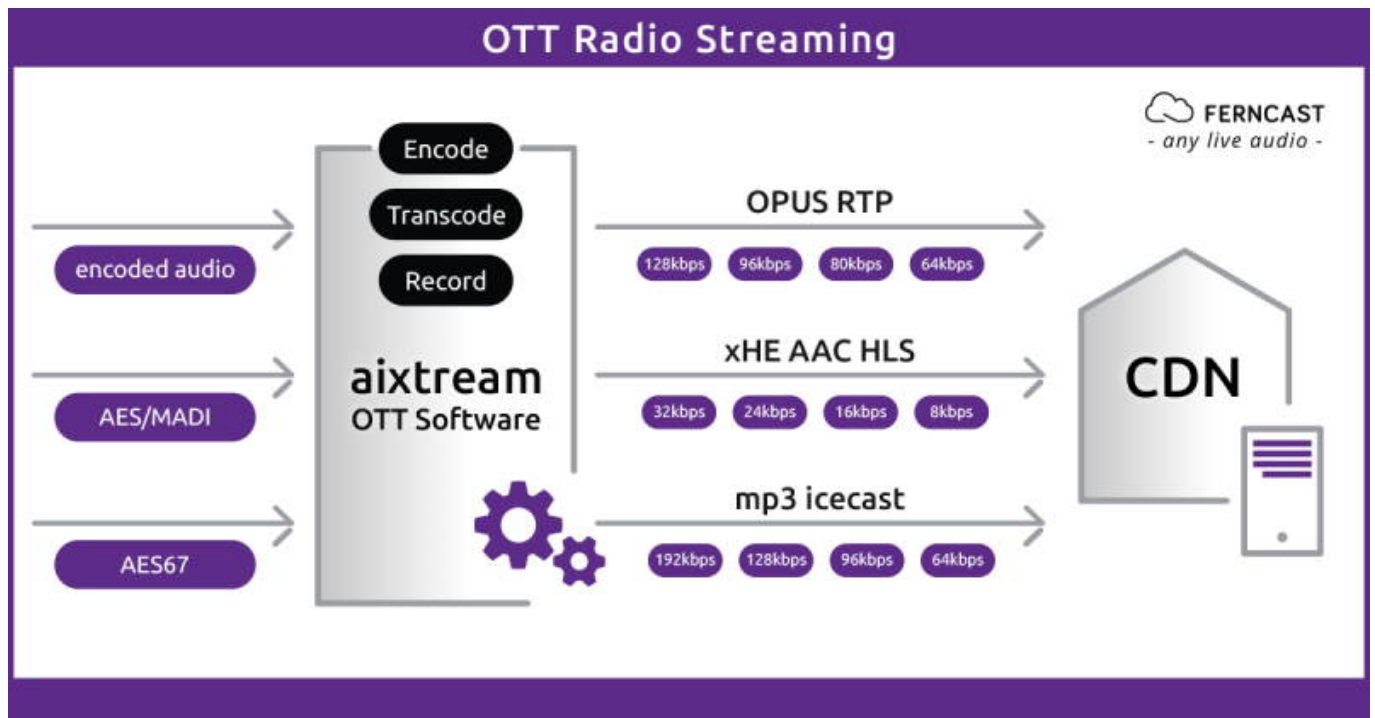 OTT Radio Streaming
FERNCAST
- any live audio -
Encode
Transcode
Record
aixtream
OTT Software
encoded audio
AES/MADI
AES67
OPUS RTP
128kbps 96kbps 80kbps 64kbps
xHE AAC HLS
32kbps 24kbps 16kbps 8kbps
mp3 icecast
192kbps 128kbps 96kbps 64kbps
CDN